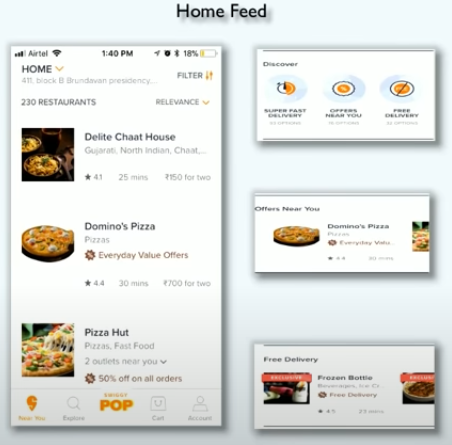 Home Feed
Airtel
1:40 PM
18%
HOME
411, block B Brundavan presidency,...
FILTER
230 RESTAURANTS
RELEVANCE
Delite Chaat House
Gujarati, North Indian, Chaat,...
★ 4.1 25 mins ₹150 for two
Domino's Pizza
Pizzas
Everyday Value Offers
★ 4.4 30 mins ₹700 for two
Pizza Hut
Pizzas, Fast Food
2 outlets near you
50% off on all orders
Near You
Explore
SWIGGY
POP
Cart
Account
Discover
SUPER FAST
DELIVERY
OFFERS
NEAR YOU
FREE
DELIVERY
OPTIONS
OPTIONS
OPTIONS
Offers Near You
Domino's Pizza
Pizzas
Everyday Valu...
★ 4.4 30 mins
Free Delivery
EXCLUSIVE
Frozen Bottle
Beverages, Ice Cr...
Free Delivery
★ 4.5 23 mins
EXCLUSIVE